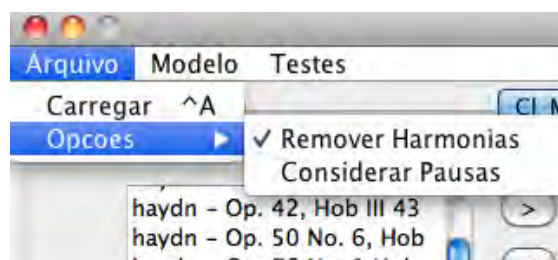 Arquivo Modelo Testes
Carregar ^A
Opcoes ✓ Remover Harmonias
Considerar Pausas
haydn - Op. 42, Hob III 43 >
haydn - Op. 50 No. 6, Hob